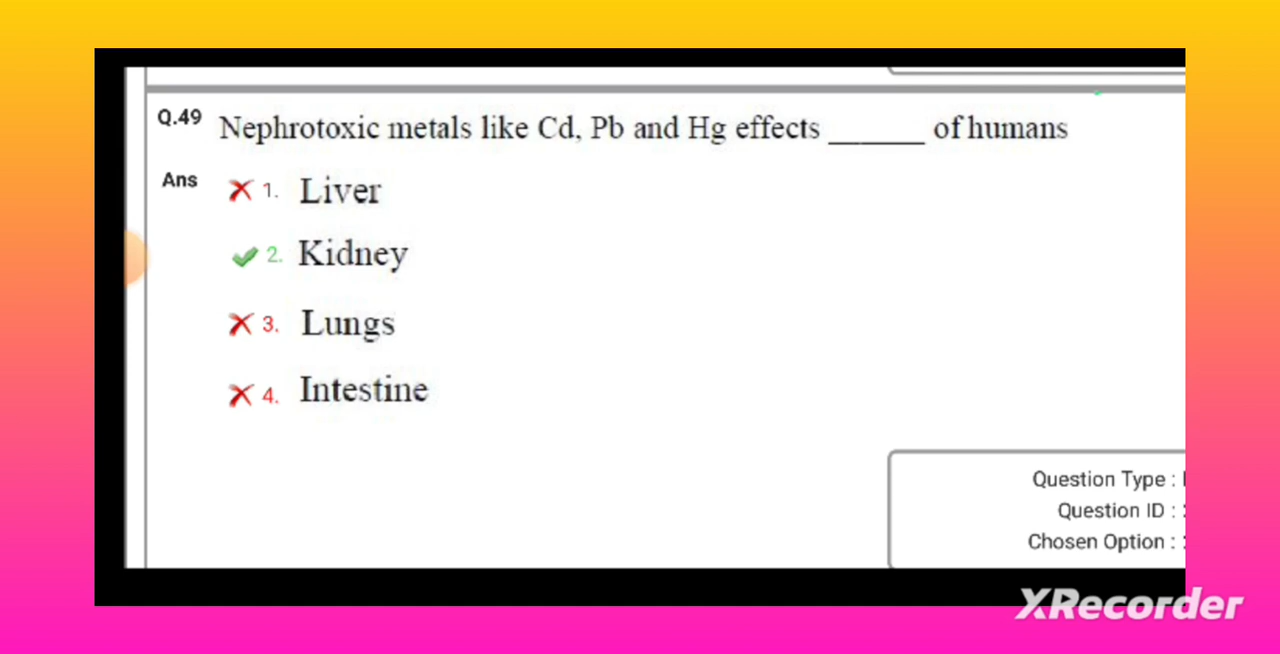 Q.49 Nephrotoxic metals like Cd, Pb and Hg effects ______ of humans
Ans 1. Liver
2. Kidney
3. Lungs
4. Intestine
Question Type :
Question ID :
Chosen Option :
XRecorder